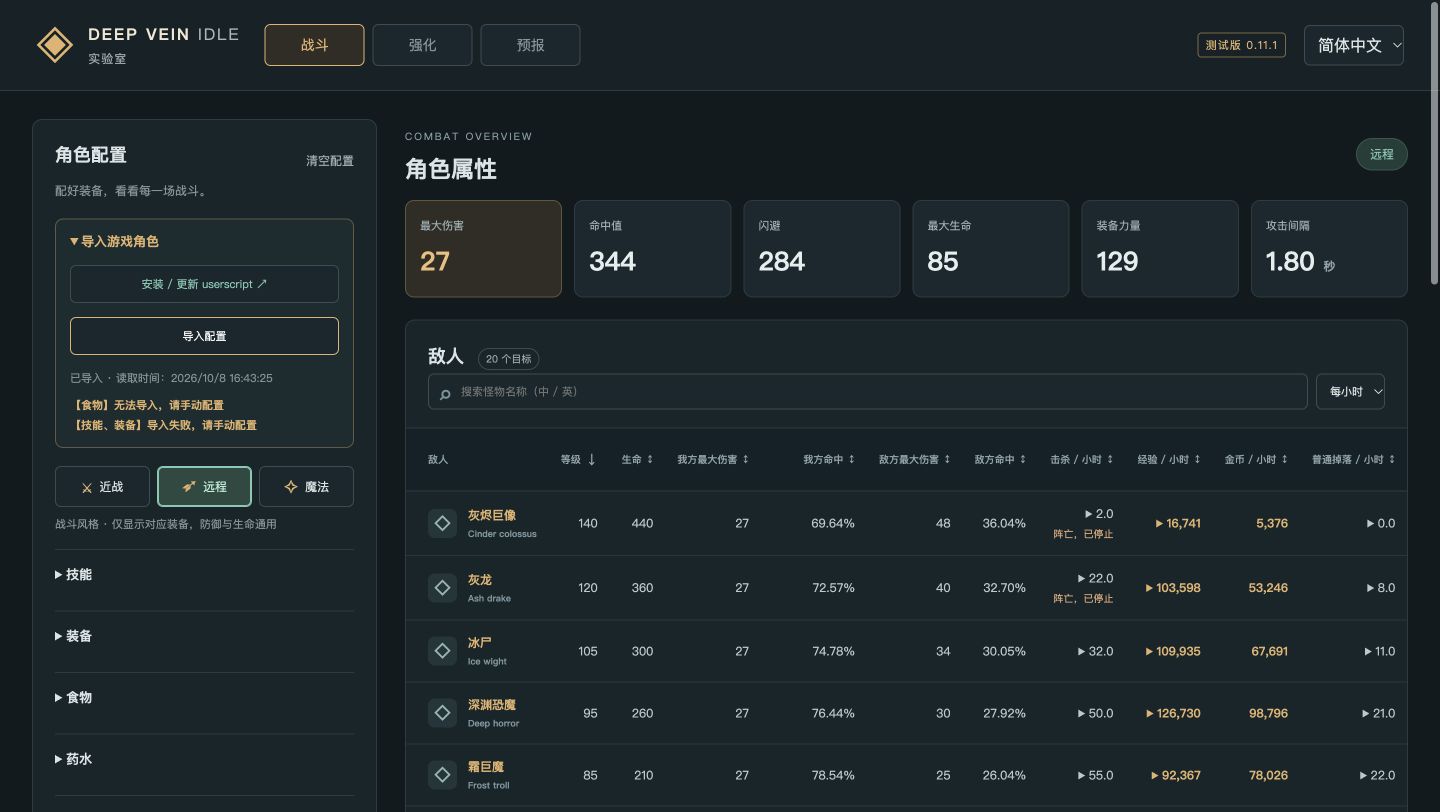 DEEP VEIN IDLE
实验室
战斗
强化
预报
测试版 0.11.1
简体中文
角色配置
清空配置
配好装备，看看每一场战斗。
▼导入游戏角色
安装 / 更新 userscript ↗
导入配置
已导入 · 读取时间：2026/10/8 16:43:25
【食物】无法导入，请手动配置
【技能、装备】导入失败，请手动配置
近战
远程
魔法
战斗风格 · 仅显示对应装备，防御与生命通用
▶ 技能
▶ 装备
▶ 食物
▶ 药水
COMBAT OVERVIEW
角色属性
远程
最大伤害
27
命中值
344
闪避
284
最大生命
85
装备力量
129
攻击间隔
1.80 秒
敌人 20 个目标
搜索怪物名称（中 / 英）
每小时
敌人 等级 ↓ 生命 ↕ 我方最大伤害 ↕ 我方命中 ↕ 敌方最大伤害 ↕ 敌方命中 ↕ 击杀 / 小时 ↕ 经验 / 小时 ↕ 金币 / 小时 ↕ 普通掉落 / 小时 ↕
灰烬巨像 140 440 27 69.64% 48 36.04% ▶ 2.0 ▶ 16,741 5,376 ▶ 0.0
Cinder colossus 阵亡，已停止
灰龙 120 360 27 72.57% 40 32.70% ▶ 22.0 ▶ 103,598 53,246 ▶ 8.0
Ash drake 阵亡，已停止
冰尸 105 300 27 74.78% 34 30.05% ▶ 32.0 ▶ 109,935 67,691 ▶ 11.0
Ice wight
深渊恐魔 95 260 27 76.44% 30 27.92% ▶ 50.0 ▶ 126,730 98,796 ▶ 21.0
Deep horror
霜巨魔 85 210 27 78.54% 25 26.04% ▶ 55.0 ▶ 92,367 78,026 ▶ 22.0
Frost troll